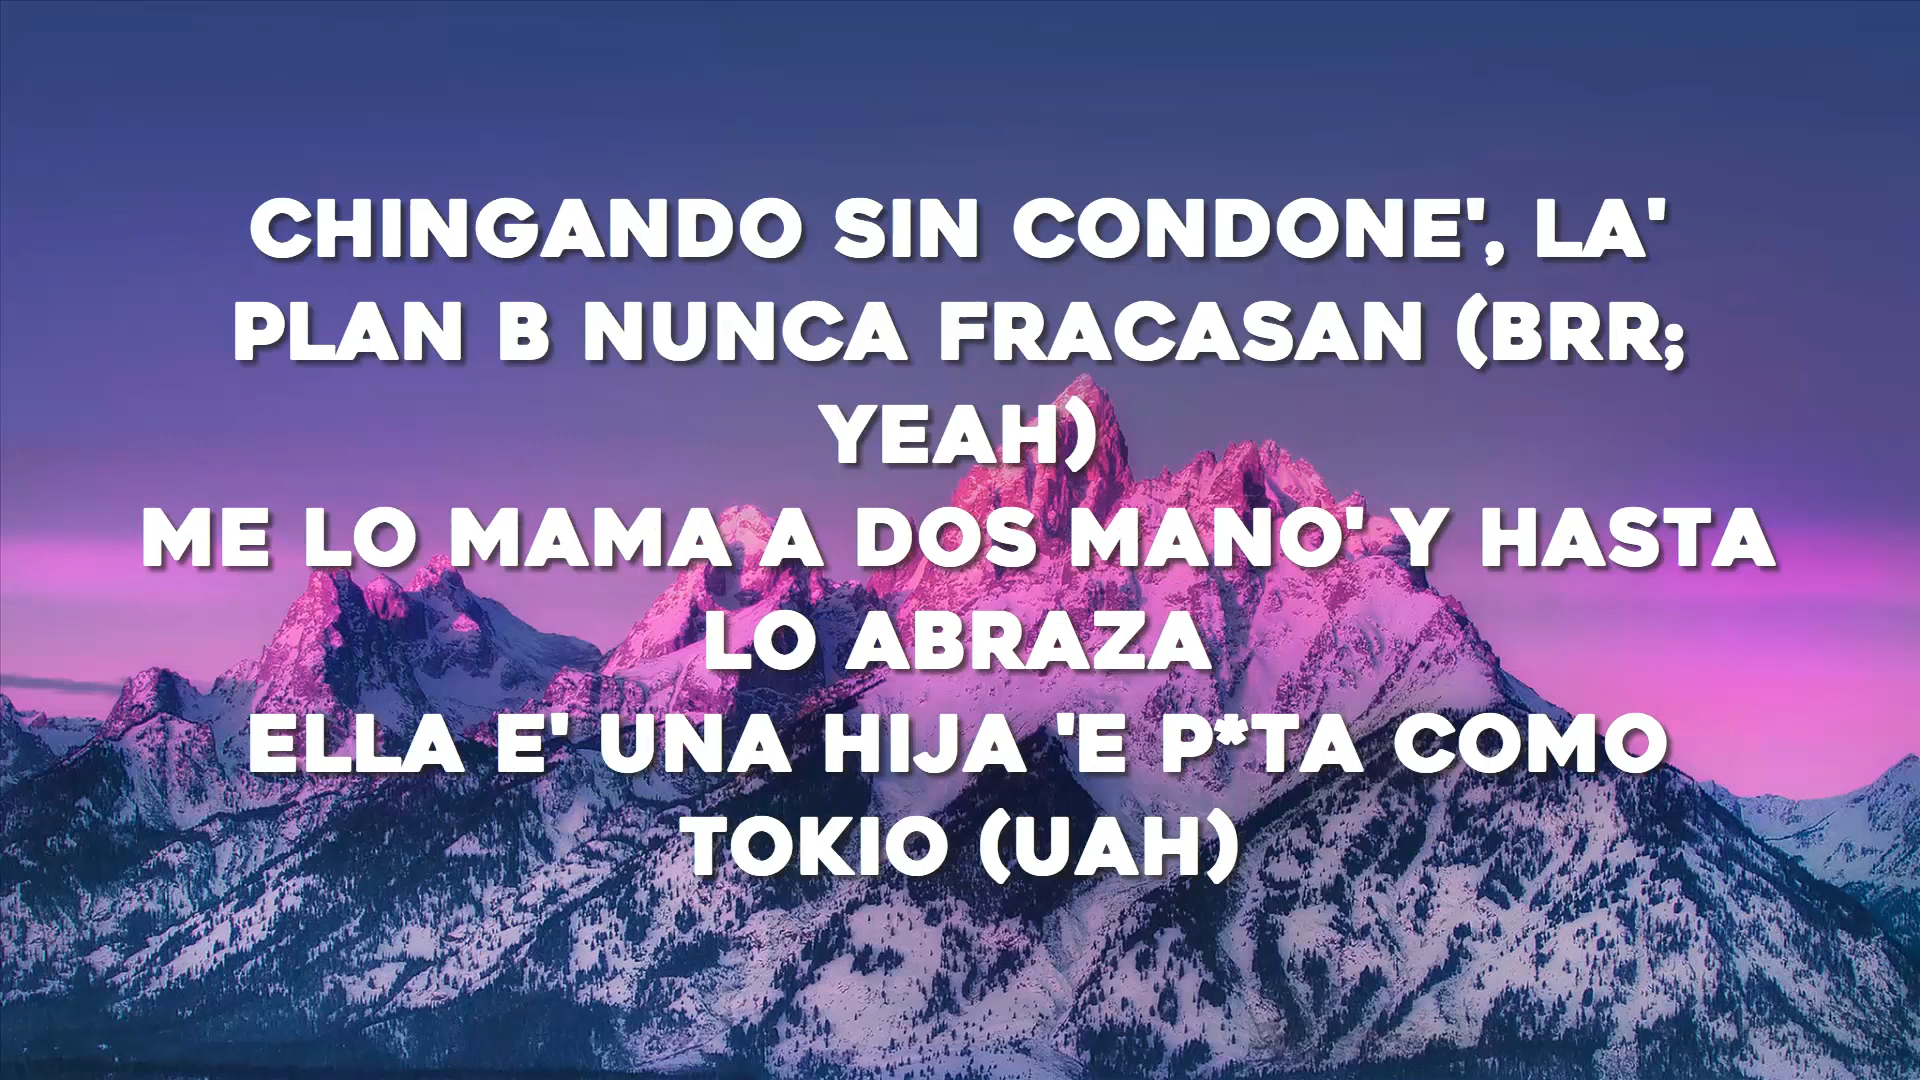 CHINGANDO SIN CONDONE', LA'
PLAN B NUNCA FRACASAN (BRR;
YEAH)
ME LO MAMA A DOS MANO' Y HASTA
LO ABRAZA
ELLA E' UNA HIJA 'E P*TA COMO
TOKIO (UAH)